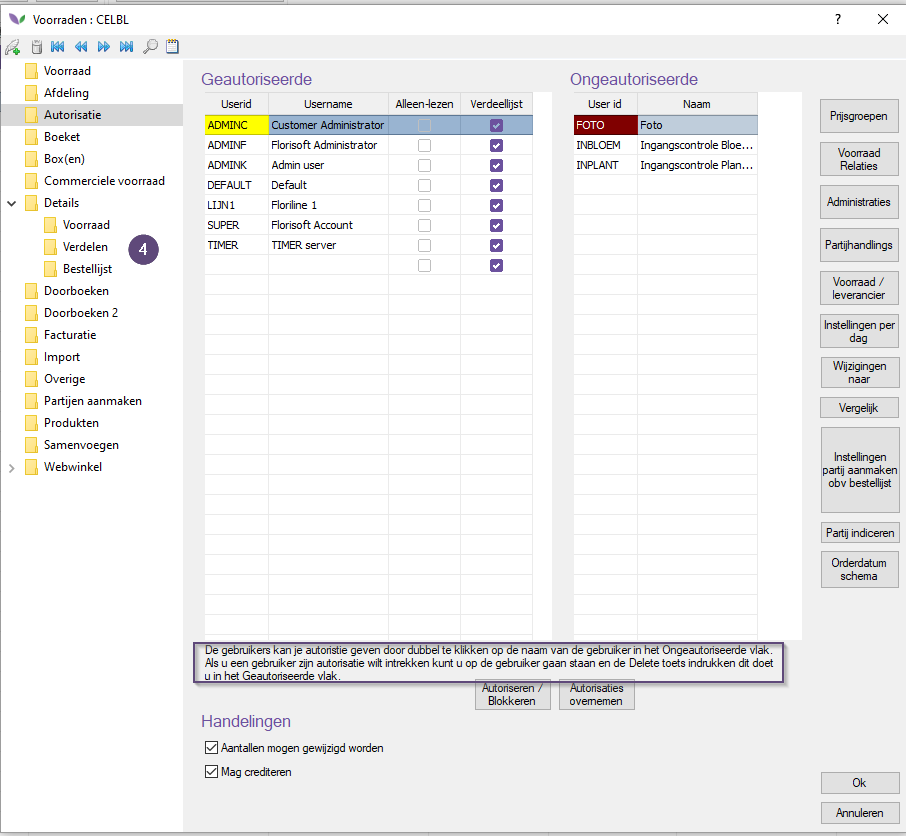 Voorraden : CELBL
?
Voorraad
Afdeling
Autorisatie
Boeket
Box(en)
Commerciele voorraad
Details
Voorraad
Verdelen
4
Bestellijst
Doorboeken
Doorboeken 2
Facturatie
Import
Overige
Partijen aanmaken
Produkten
Samenvoegen
Webwinkel
Geautoriseerde
Userid Username Alleen-lezen Verdeellijst
ADMINC Customer Administrator
ADMINF Florisoft Administrator
ADMINK Admin user
DEFAULT Default
LIJN1 Floriline 1
SUPER Florisoft Account
TIMER TIMER server
Ongeautoriseerde
User id Naam
FOTO Foto
INBLOEM Ingangscontrole Bloe...
INPLANT Ingangscontrole Plan...
Prijsgroepen
Voorraad
Relaties
Administraties
Partijhandlings
Voorraad /
leverancier
Instellingen per
dag
Wijzigingen
naar
Vergelijk
Instellingen
partij aanmaken
obv bestellijst
Partij indiceren
Orderdatum
schema
De gebruikers kan je autoristie geven door dubbel te klikken op de naam van de gebruiker in het Ongeautoriseerde vlak.
Als u een gebruiker zijn autorisatie wilt intrekken kunt u op de gebruiker gaan staan en de Delete toets indrukken dit doet
u in het Geautoriseerde vlak.
Autoriseren /
Blokkeren
Autorisaties
overnemen
Handelingen
Aantallen mogen gewijzigd worden
Mag crediteren
Ok
Annuleren